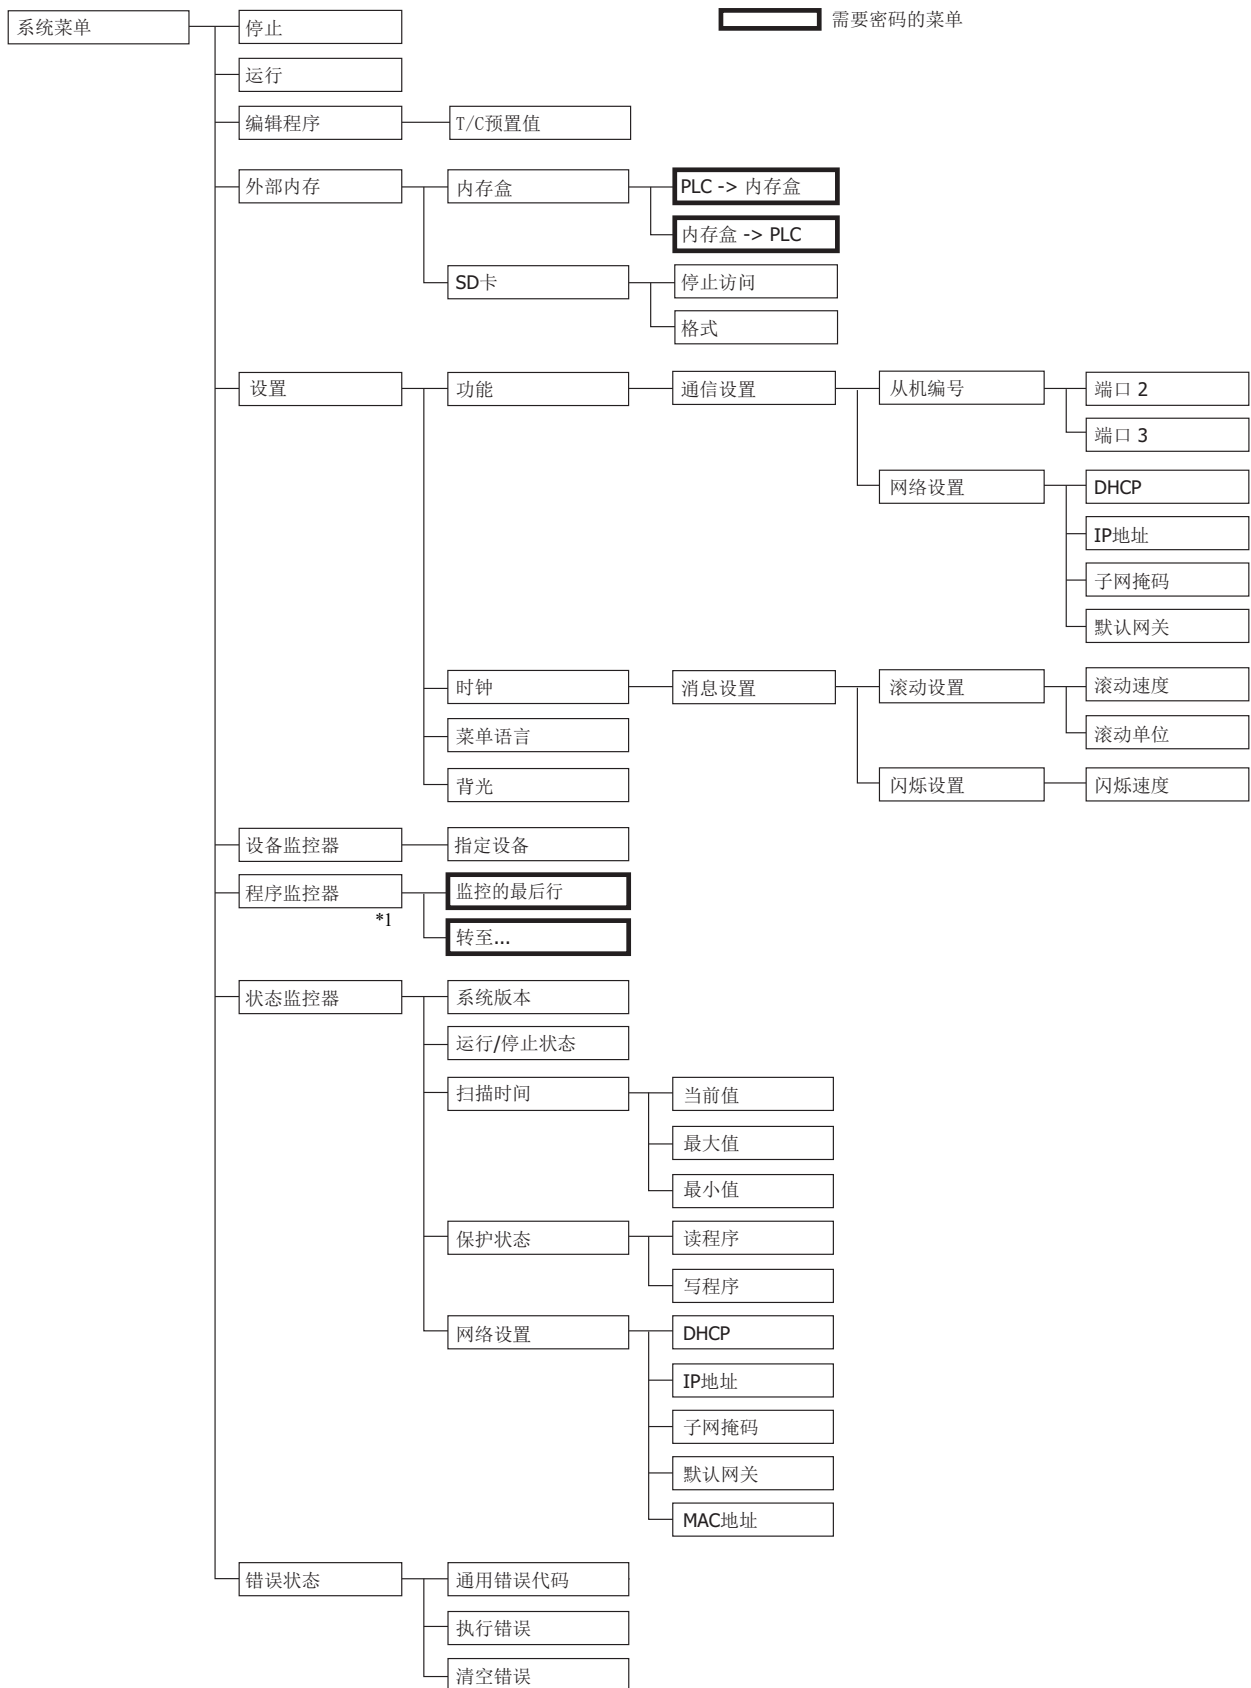 系统菜单
停止
需要密码的菜单
运行
编辑程序
T/C预置值
外部内存
内存盒
PLC -> 内存盒
内存盒 -> PLC
SD卡
停止访问
格式
设置
功能
通信设置
从机编号
端口 2
端口 3
网络设置
DHCP
IP地址
子网掩码
默认网关
时钟
消息设置
滚动设置
滚动速度
菜单语言
滚动单位
背光
闪烁设置
闪烁速度
设备监控器
指定设备
程序监控器
*1
监控的最后行
转至...
状态监控器
系统版本
运行/停止状态
扫描时间
当前值
最大值
最小值
保护状态
读程序
写程序
网络设置
DHCP
IP地址
子网掩码
默认网关
MAC地址
错误状态
通用错误代码
执行错误
清空错误